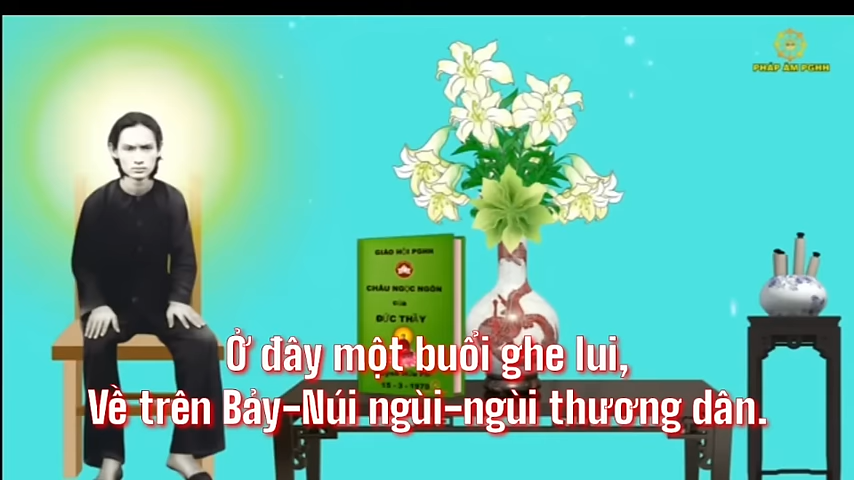 PHÁP ÂM PGHH
GIÁO HỘI PGHH
CHÂU NGỌC NGÔN
của
ĐỨC THẦY
Ở đây một buổi ghe lui,
Về trên Bảy-Núi ngùi-ngùi thương dân.